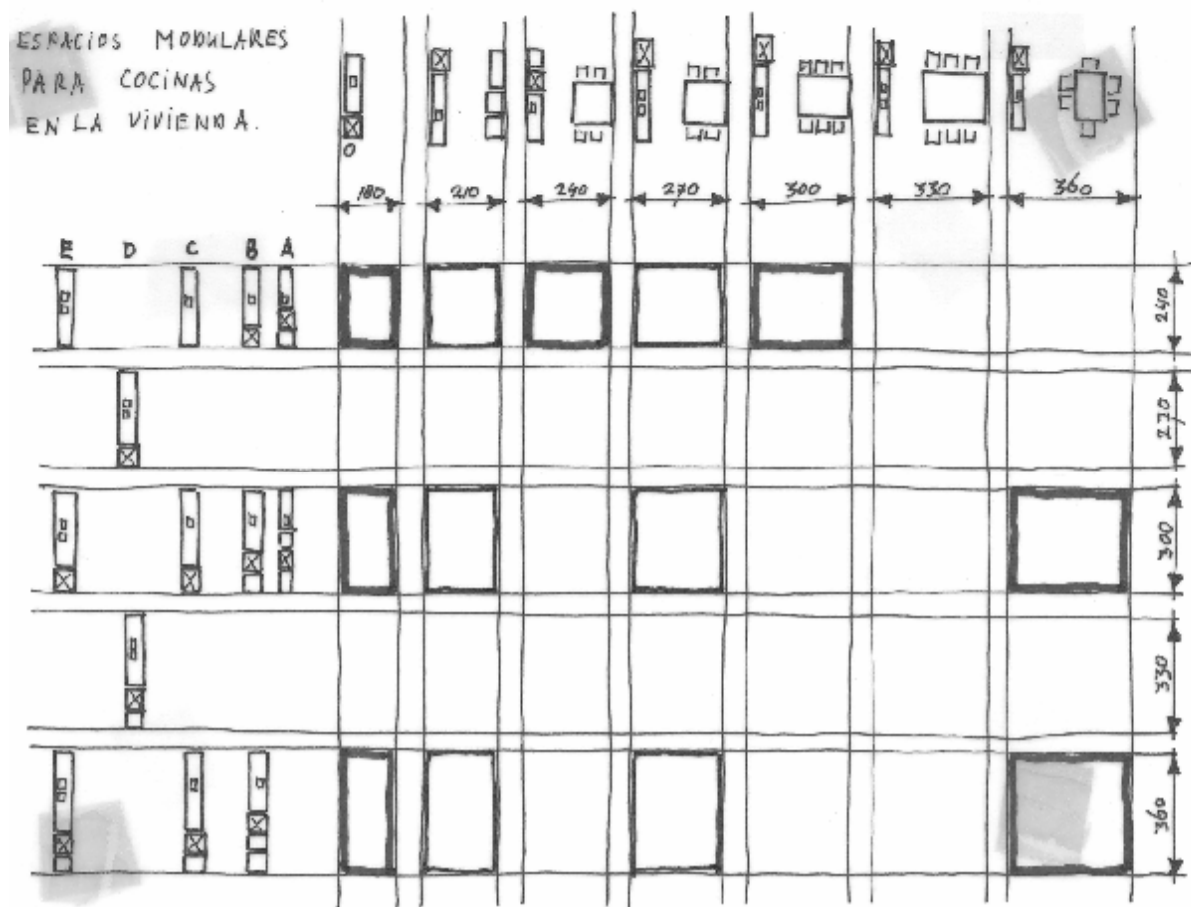 ESPACIOS MODULARES
PARA COCINAS
EN LA VIVIENDA.
180 210 240 270 300 330 360
E D C B A
240
270
300
330
360